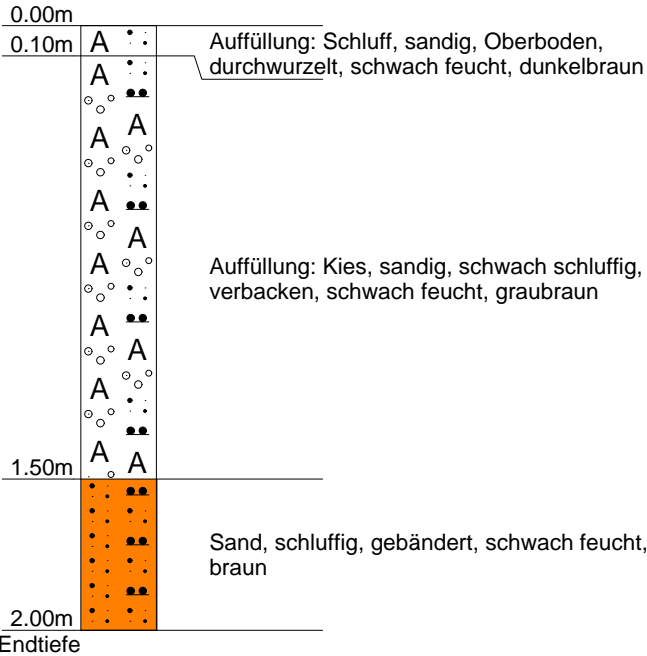 0.00m
0.10m
Auffüllung: Schluff, sandig, Oberboden,
durchwurzelt, schwach feucht, dunkelbraun
A
A
A
A
A
A
A
A
A
A
A
A
A
Auffüllung: Kies, sandig, schwach schluffig,
verbacken, schwach feucht, graubraun
1.50m
Sand, schluffig, gebändert, schwach feucht,
braun
2.00m
Endtiefe